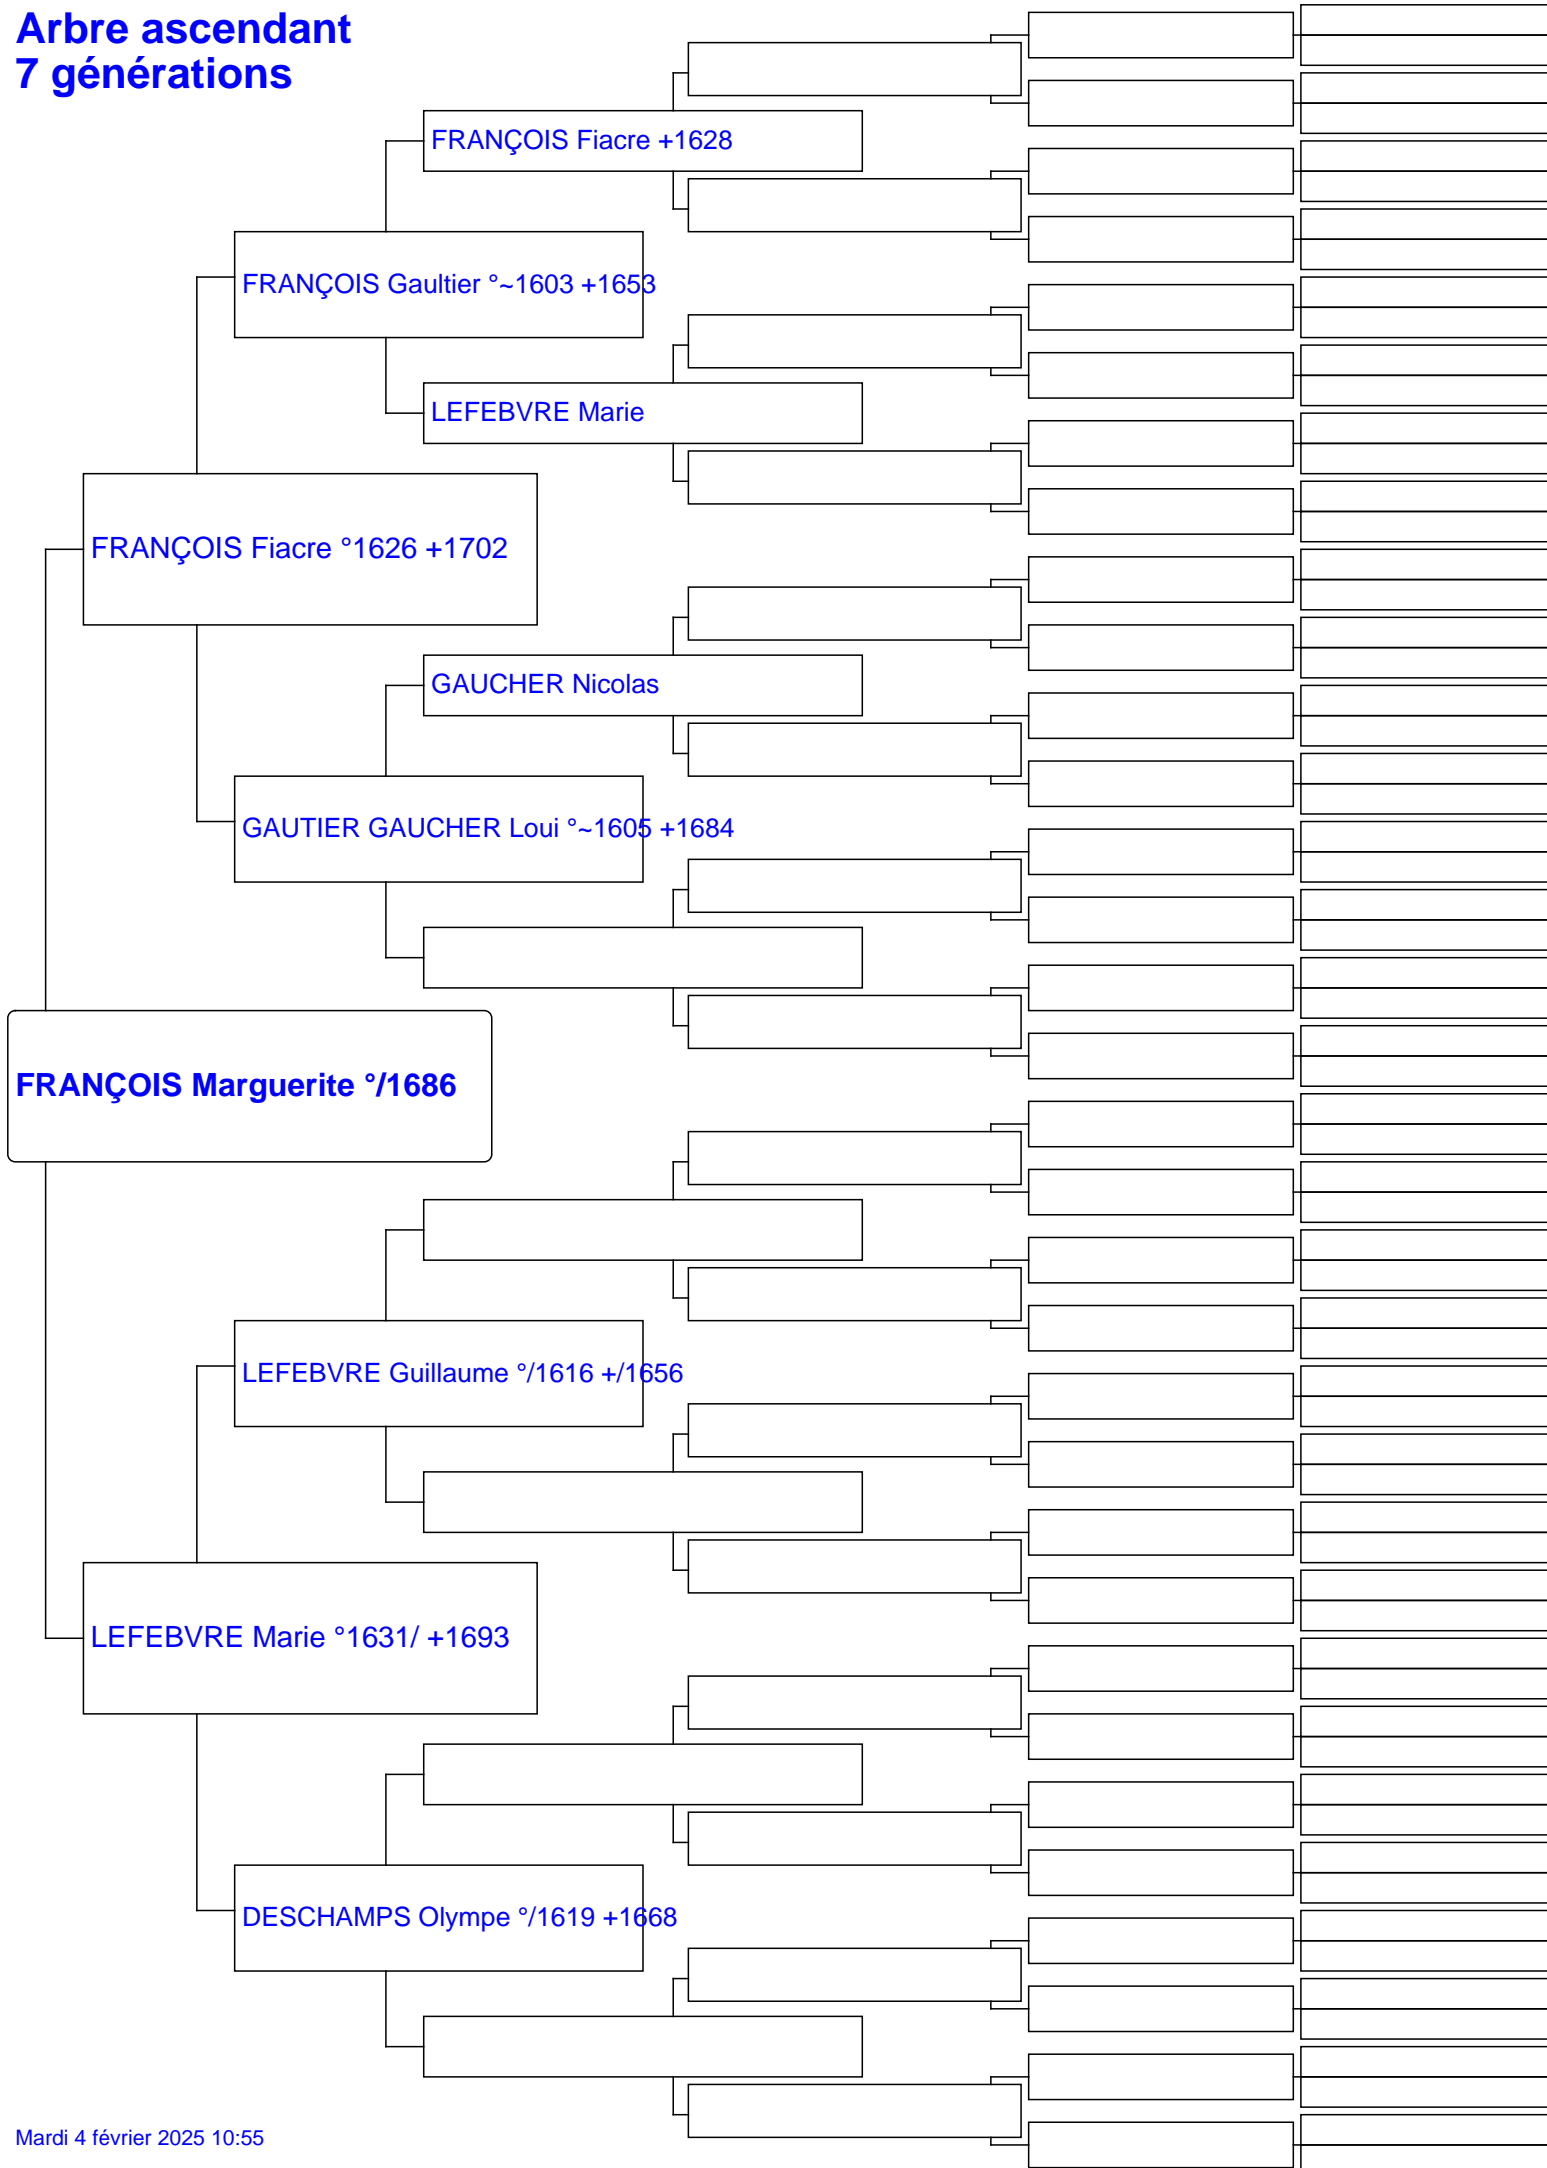 Arbre ascendant
7 générations
FRANÇOIS Fiacre +1628
FRANÇOIS Gaultier °~1603 +1653
LEFEBVRE Marie
FRANÇOIS Fiacre °1626 +1702
GAUCHER Nicolas
GAUTIER GAUCHER Loui °~1605 +1684
FRANÇOIS Marguerite °/1686
LEFEBVRE Guillaume °/1616 +/1656
LEFEBVRE Marie °1631/ +1693
DESCHAMPS Olympe °/1619 +1668
Mardi 4 février 2025 10:55